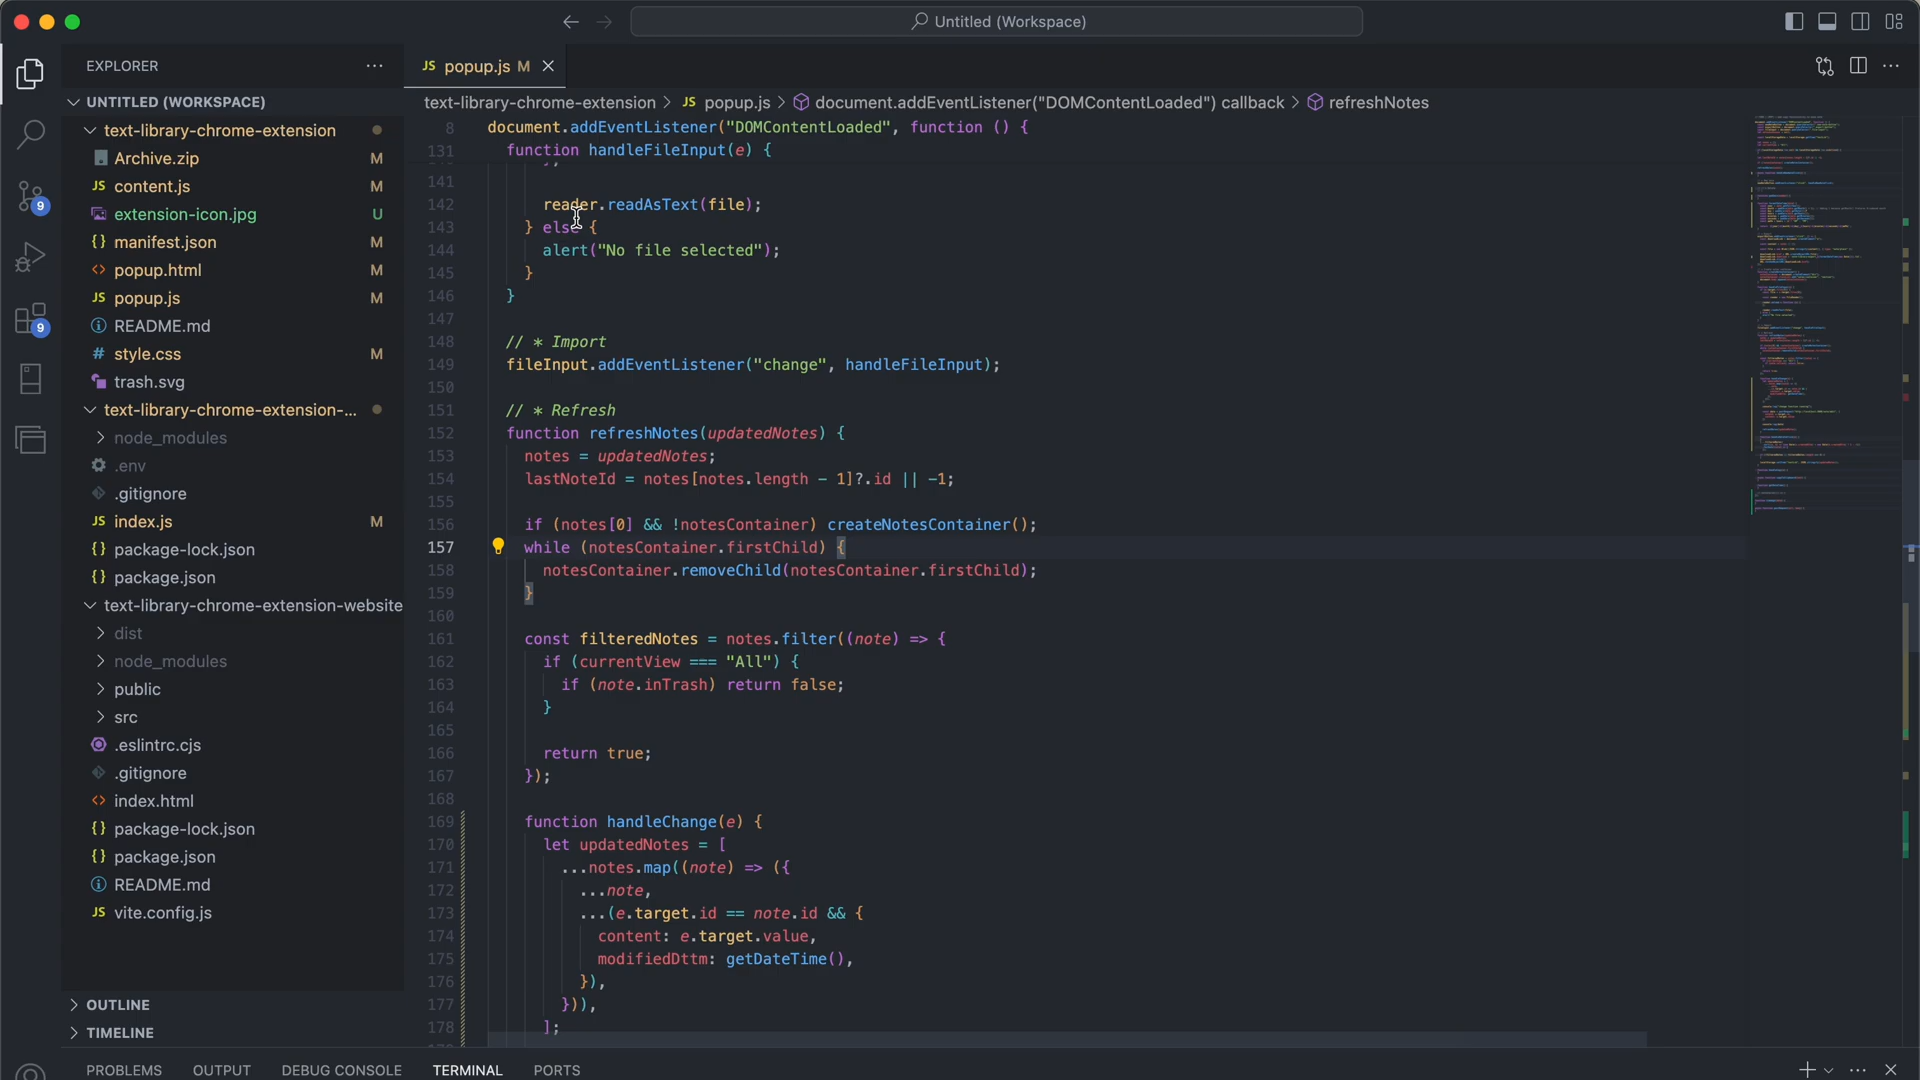 Untitled (Workspace)
EXPLORER
UNTITLED (WORKSPACE)
text-library-chrome-extension
Archive.zip M
JS content.js M
extension-icon.jpg U
{} manifest.json M
<> popup.html M
JS popup.js M
README.md
# style.css M
trash.svg
text-library-chrome-extension-...
node_modules
.env
.gitignore
JS index.js M
{} package-lock.json
{} package.json
text-library-chrome-extension-website
dist
node_modules
public
src
.eslintrc.cjs
.gitignore
<> index.html
{} package-lock.json
{} package.json
README.md
JS vite.config.js
OUTLINE
TIMELINE
9
9
JS popup.js M
text-library-chrome-extension > JS popup.js > document.addEventListener("DOMContentLoaded") callback > refreshNotes
8 document.addEventListener("DOMContentLoaded", function () {
131 function handleFileInput(e) {
141
142 reader.readAsText(file);
143 } else {
144 alert("No file selected");
145 }
146 }
147
148 // * Import
149 fileInput.addEventListener("change", handleFileInput);
150
151 // * Refresh
152 function refreshNotes(updatedNotes) {
153 notes = updatedNotes;
154 lastNoteId = notes[notes.length - 1]?.id || -1;
155
156 if (notes[0] && !notesContainer) createNotesContainer();
157 while (notesContainer.firstChild) {
158 notesContainer.removeChild(notesContainer.firstChild);
159 }
160
161 const filteredNotes = notes.filter((note) => {
162 if (currentView === "All") {
163 if (note.inTrash) return false;
164 }
165
166 return true;
167 });
168
169 function handleChange(e) {
170 let updatedNotes = [
171 ...notes.map((note) => ({
172 ...note,
173 ...(e.target.id == note.id && {
174 content: e.target.value,
175 modifiedDttm: getDateTime(),
176 }),
177 })),
178 ];
PROBLEMS OUTPUT DEBUG CONSOLE TERMINAL PORTS